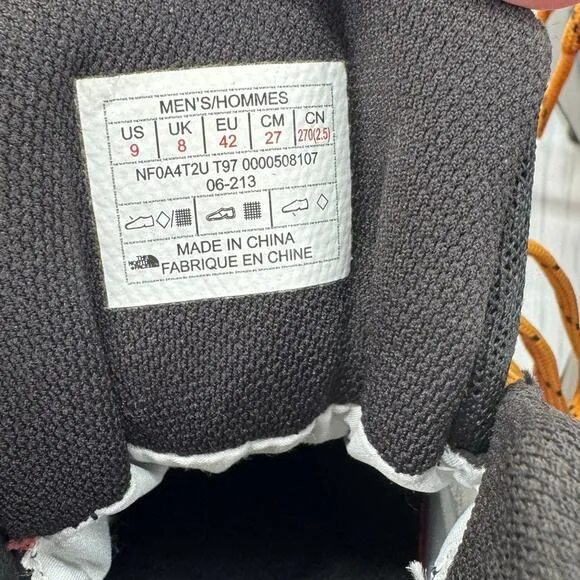 MEN'S/HOMMES
US UK EU CM CN
9 8 42 27 270(2.5)
NF0A4T2U T97 0000508107
06-213
MADE IN CHINA
THE NORTH FACE FABRIQUE EN CHINE